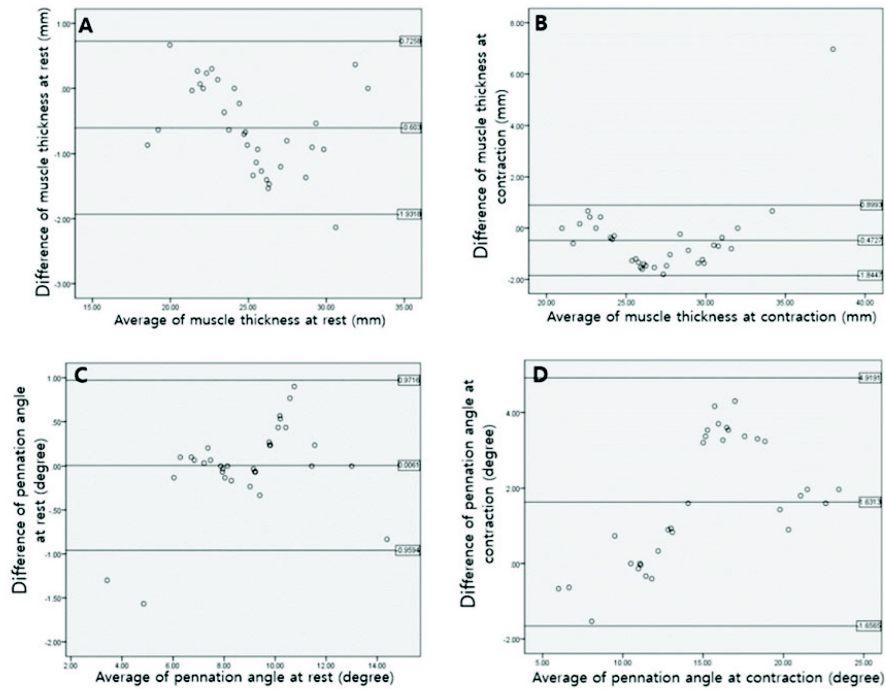 A
1.00
0.7258
.00
-0.603
-1.00
-1.9318
-2.00
-3.00
15.00 20.00 25.00 30.00 35.00
Difference of muscle thickness at rest (mm)
Average of muscle thickness at rest (mm)
B
8.00
6.00
4.00
2.00
0.8993
.00
-0.4727
-1.8447
-2.00
20.00 25.00 30.00 35.00 40.00
Difference of muscle thickness at
contraction (mm)
Average of muscle thickness at contraction (mm)
C
1.00
0.9716
.50
0.0061
.00
-.50
-0.9594
-1.00
-1.50
-2.00
2.00 4.00 6.00 8.00 10.00 12.00 14.00
Difference of pennation angle
at rest (degree)
Average of pennation angle at rest (degree)
D
4.9195
4.00
2.00
1.6313
.00
-1.6569
-2.00
5.00 10.00 15.00 20.00 25.00
Difference of pennation angle at
contraction (degree)
Average of pennation angle at contraction (degree)